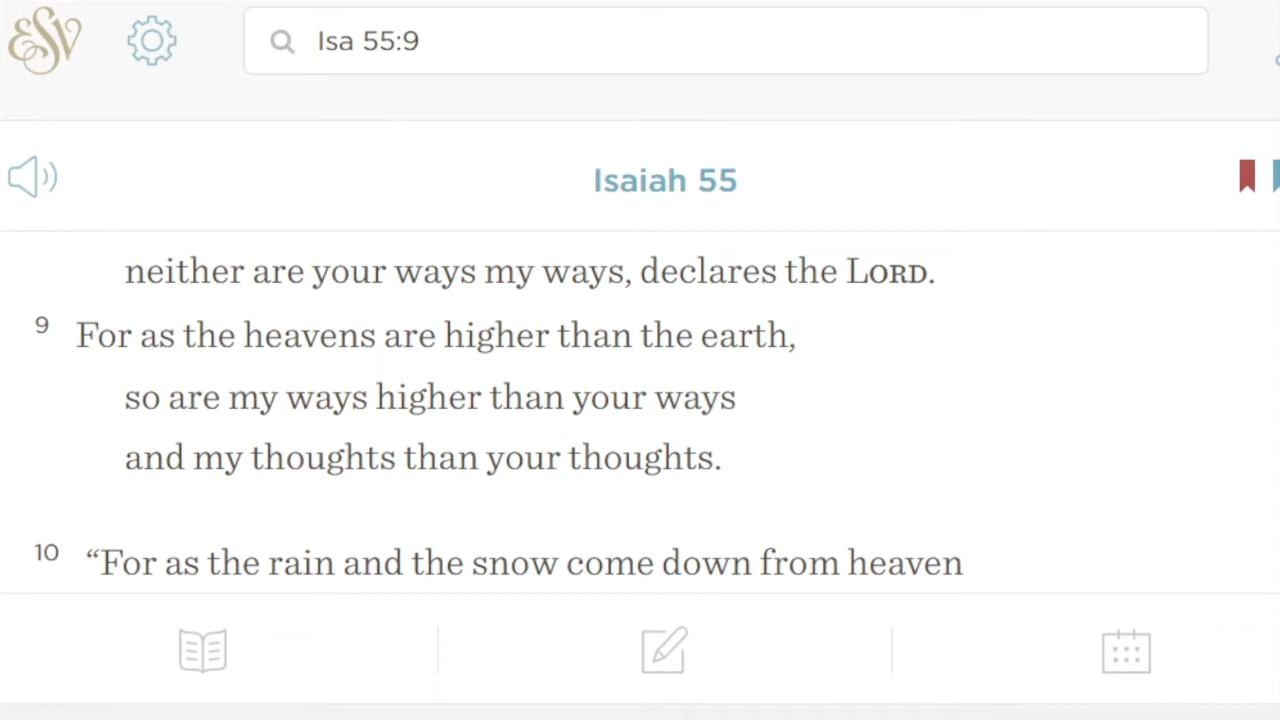 ESV
Isa 55:9
Isaiah 55
neither are your ways my ways, declares the LORD.
9 For as the heavens are higher than the earth,
so are my ways higher than your ways
and my thoughts than your thoughts.
10 “For as the rain and the snow come down from heaven